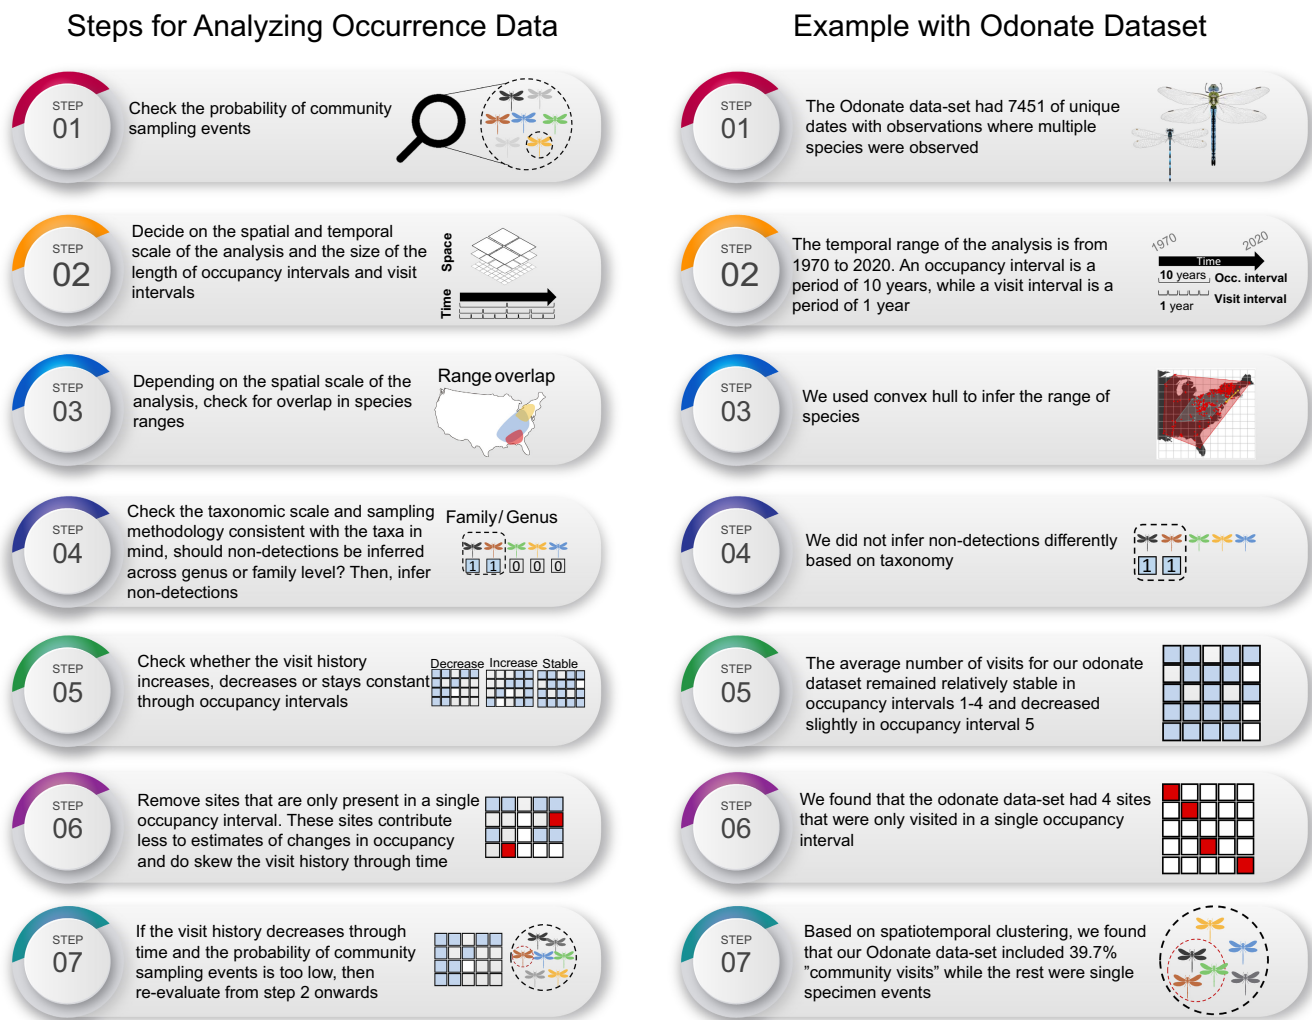 Steps for Analyzing Occurrence Data
STEP
01
Check the probability of community
sampling events
STEP
02
Decide on the spatial and temporal
scale of the analysis and the size of the
length of occupancy intervals and visit
intervals
Space
Time
STEP
03
Depending on the spatial scale of the
analysis, check for overlap in species
ranges
Range overlap
STEP
04
Check the taxonomic scale and sampling
methodology consistent with the taxa in
mind, should non-detections be inferred
across genus or family level? Then, infer
non-detections
Family/ Genus
1 1 0 0 0
STEP
05
Check whether the visit history
increases, decreases or stays constant
through occupancy intervals
Decrease Increase Stable
STEP
06
Remove sites that are only present in a single
occupancy interval. These sites contribute
less to estimates of changes in occupancy
and do skew the visit history through time
STEP
07
If the visit history decreases through
time and the probability of community
sampling events is too low, then
re-evaluate from step 2 onwards
Example with Odonate Dataset
STEP
01
The Odonate data-set had 7451 of unique
dates with observations where multiple
species were observed
STEP
02
The temporal range of the analysis is from
1970 to 2020. An occupancy interval is a
period of 10 years, while a visit interval is a
period of 1 year
1970 2020
Time
10 years Occ. interval
Visit interval
1 year
STEP
03
We used convex hull to infer the range of
species
STEP
04
We did not infer non-detections differently
based on taxonomy
1 1
STEP
05
The average number of visits for our odonate
dataset remained relatively stable in
occupancy intervals 1-4 and decreased
slightly in occupancy interval 5
STEP
06
We found that the odonate data-set had 4 sites
that were only visited in a single occupancy
interval
STEP
07
Based on spatiotemporal clustering, we found
that our Odonate data-set included 39.7%
"community visits" while the rest were single
specimen events